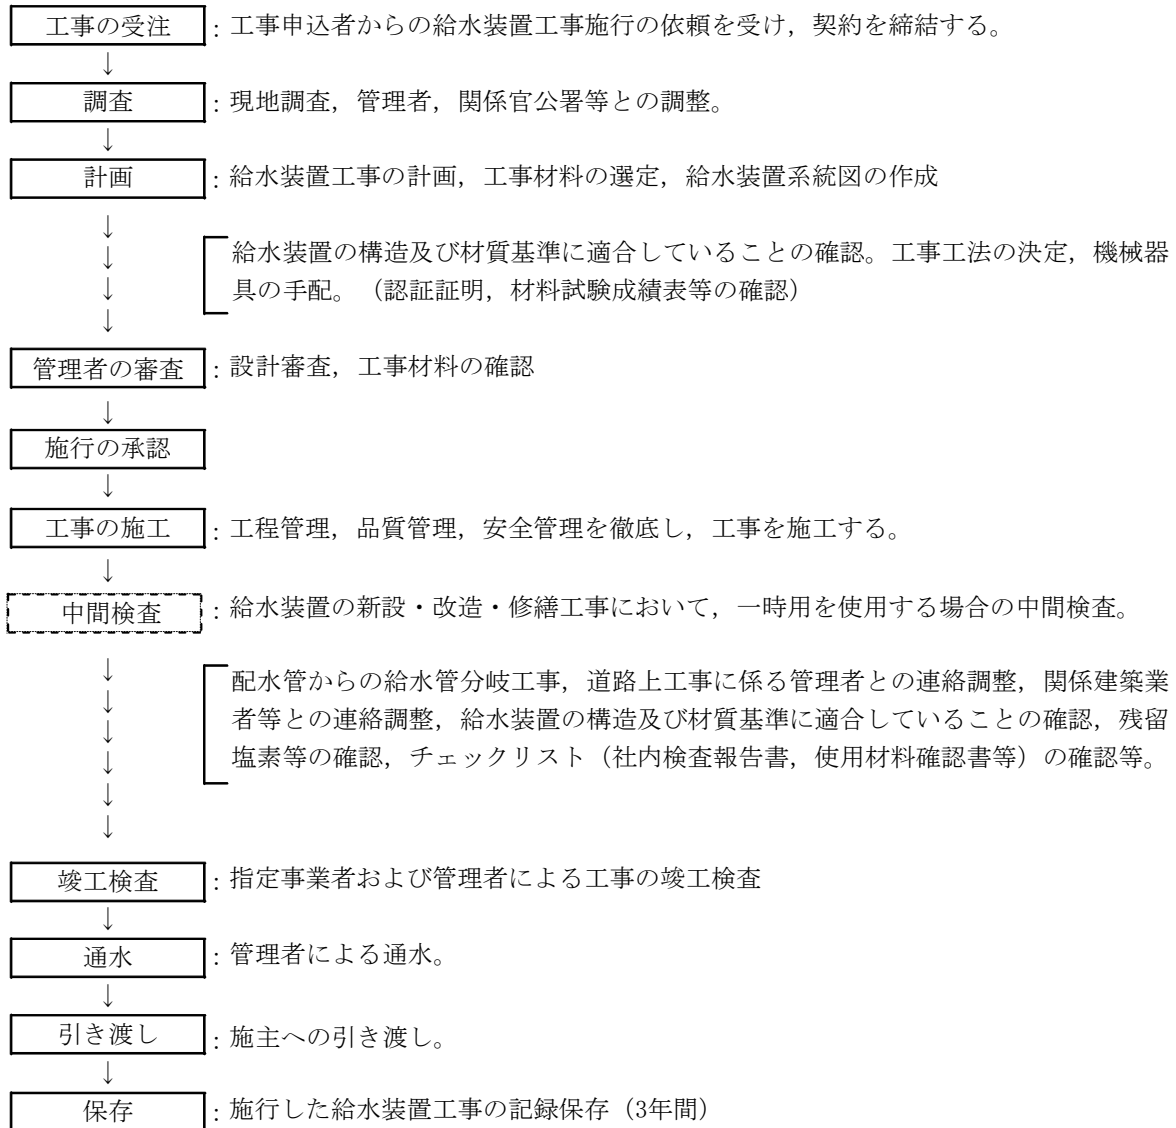 工事の受注 : 工事申込者からの給水装置工事施行の依頼を受け，契約を締結する。
↓
調査 : 現地調査，管理者，関係官公署等との調整。
↓
計画 : 給水装置工事の計画，工事材料の選定，給水装置系統図の作成
↓
↓
↓
↓
給水装置の構造及び材質基準に適合していることの確認。工事工法の決定，機械器
具の手配。（認証証明，材料試験成績表等の確認）
管理者の審査 : 設計審査，工事材料の確認
↓
施行の承認
↓
工事の施工 : 工程管理，品質管理，安全管理を徹底し，工事を施工する。
↓
中間検査 : 給水装置の新設・改造・修繕工事において，一時用を使用する場合の中間検査。
↓
↓
↓
↓
↓
↓
配水管からの給水管分岐工事，道路上工事に係る管理者との連絡調整，関係建築業
者等との連絡調整，給水装置の構造及び材質基準に適合していることの確認，残留
塩素等の確認，チェックリスト（社内検査報告書，使用材料確認書等）の確認等。
竣工検査 : 指定事業者および管理者による工事の竣工検査
↓
通水 : 管理者による通水。
↓
引き渡し : 施主への引き渡し。
↓
保存 : 施行した給水装置工事の記録保存（3年間）